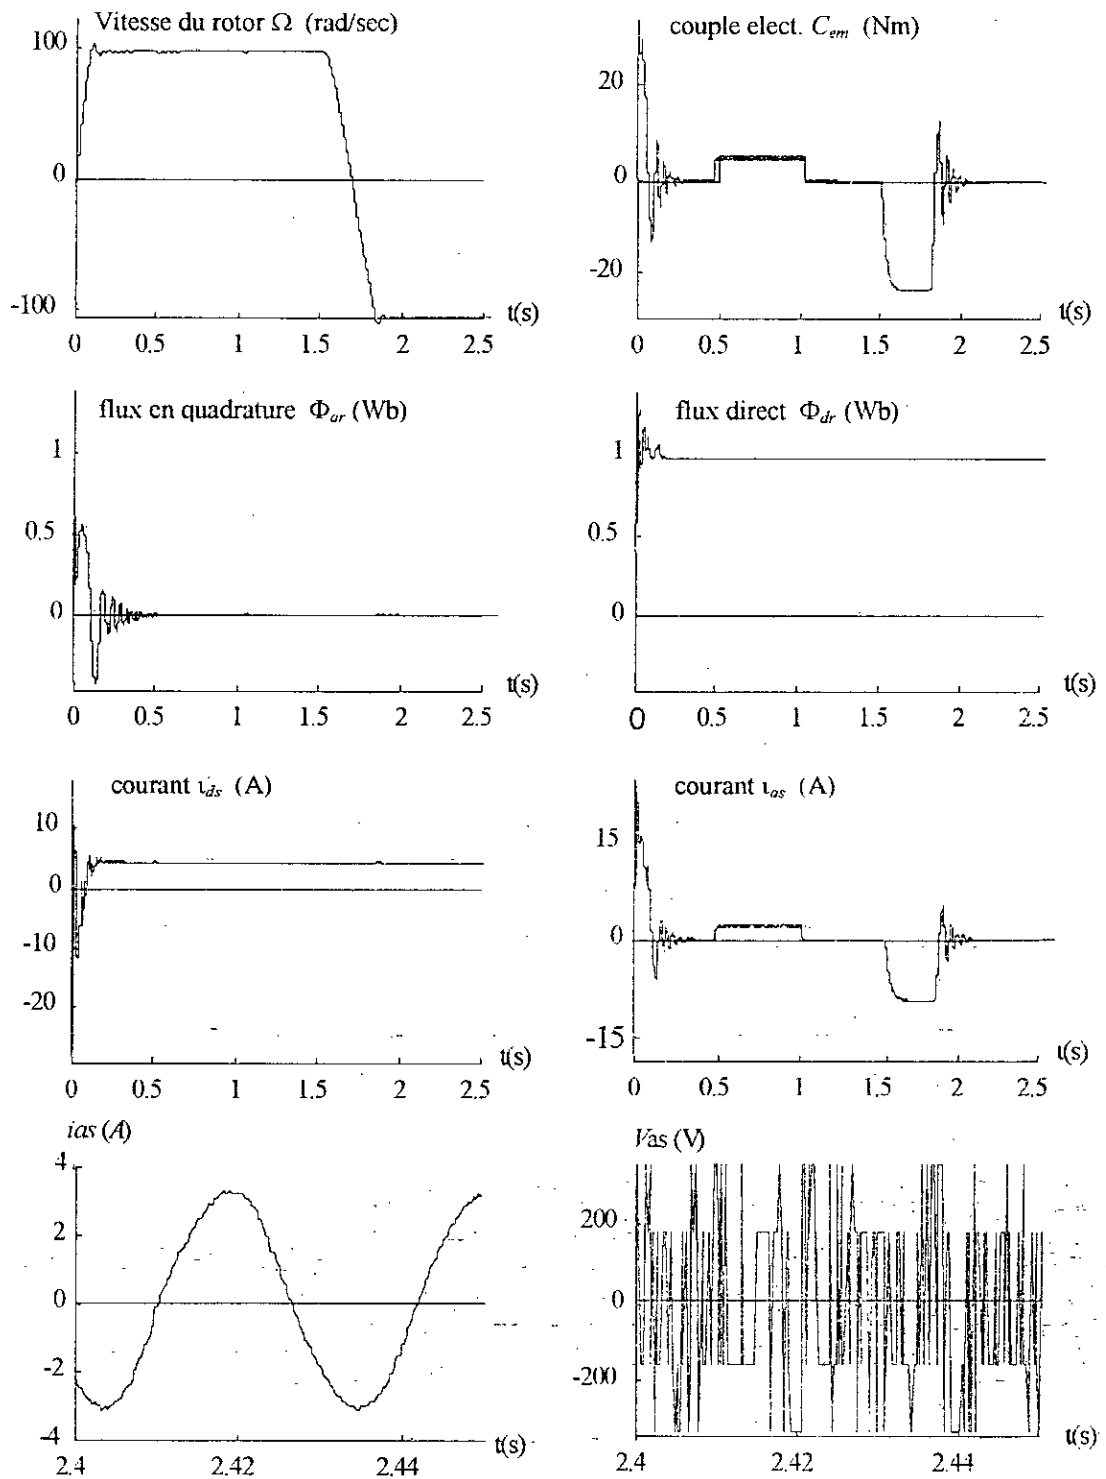 Vitesse du rotor Ω (rad/sec)
100
0
-100
t(s)
0 0.5 1 1.5 2 2.5
couple elect. Cem (Nm)
20
0
-20
t(s)
0 0.5 1 1.5 2 2.5
flux en quadrature Φqr (Wb)
1
0.5
0
t(s)
0 0.5 1 1.5 2 2.5
flux direct Φdr (Wb)
1
0.5
0
t(s)
0 0.5 1 1.5 2 2.5
courant ιds (A)
10
0
-10
-20
t(s)
0 0.5 1 1.5 2 2.5
courant ιqs (A)
15
0
-15
t(s)
0 0.5 1 1.5 2 2.5
ias (A)
4
2
0
-2
-4
t(s)
2.4 2.42 2.44
Vas (V)
200
0
-200
t(s)
2.4 2.42 2.44